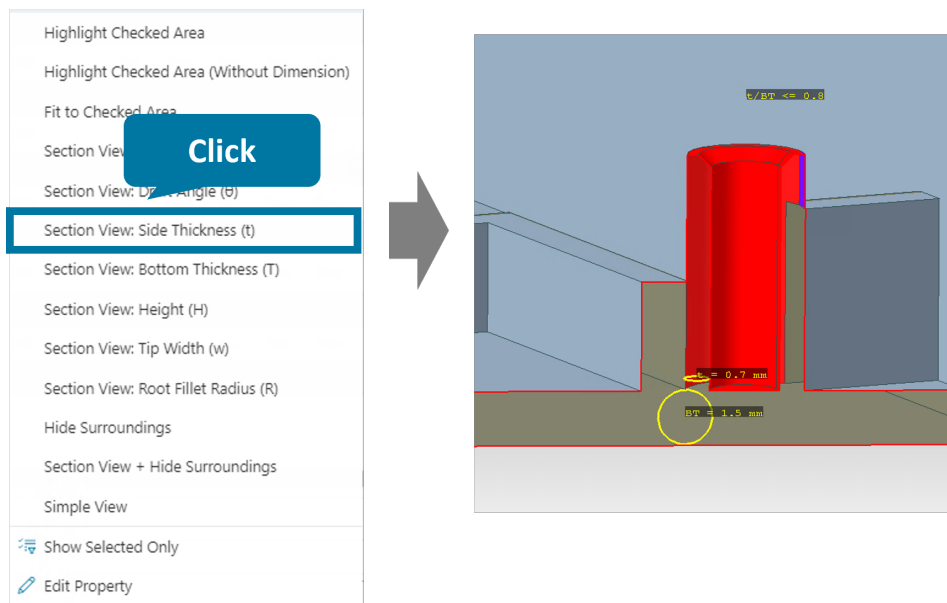 Highlight Checked Area
Highlight Checked Area (Without Dimension)
Fit to Checked Area
Section View
Click
Section View: Angle (θ)
Section View: Side Thickness (t)
Section View: Bottom Thickness (T)
Section View: Height (H)
Section View: Tip Width (w)
Section View: Root Fillet Radius (R)
Hide Surroundings
Section View + Hide Surroundings
Simple View
Show Selected Only
Edit Property
t/BT <= 0.8
t = 0.7 mm
BT = 1.5 mm